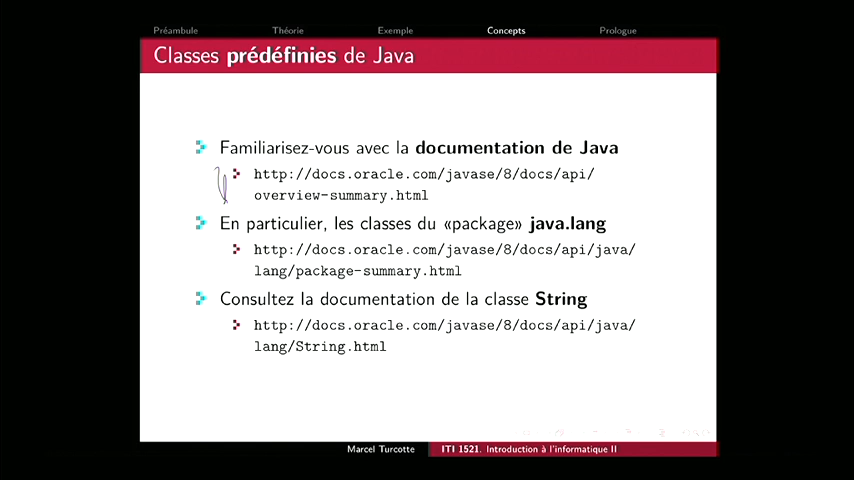 Préambule Théorie Exemple Concepts Prologue
Classes prédéfinies de Java
Familiarisez-vous avec la documentation de Java
http://docs.oracle.com/javase/8/docs/api/
overview-summary.html
En particulier, les classes du «package» java.lang
http://docs.oracle.com/javase/8/docs/api/java/
lang/package-summary.html
Consultez la documentation de la classe String
http://docs.oracle.com/javase/8/docs/api/java/
lang/String.html
Marcel Turcotte ITI 1521. Introduction à l'informatique II